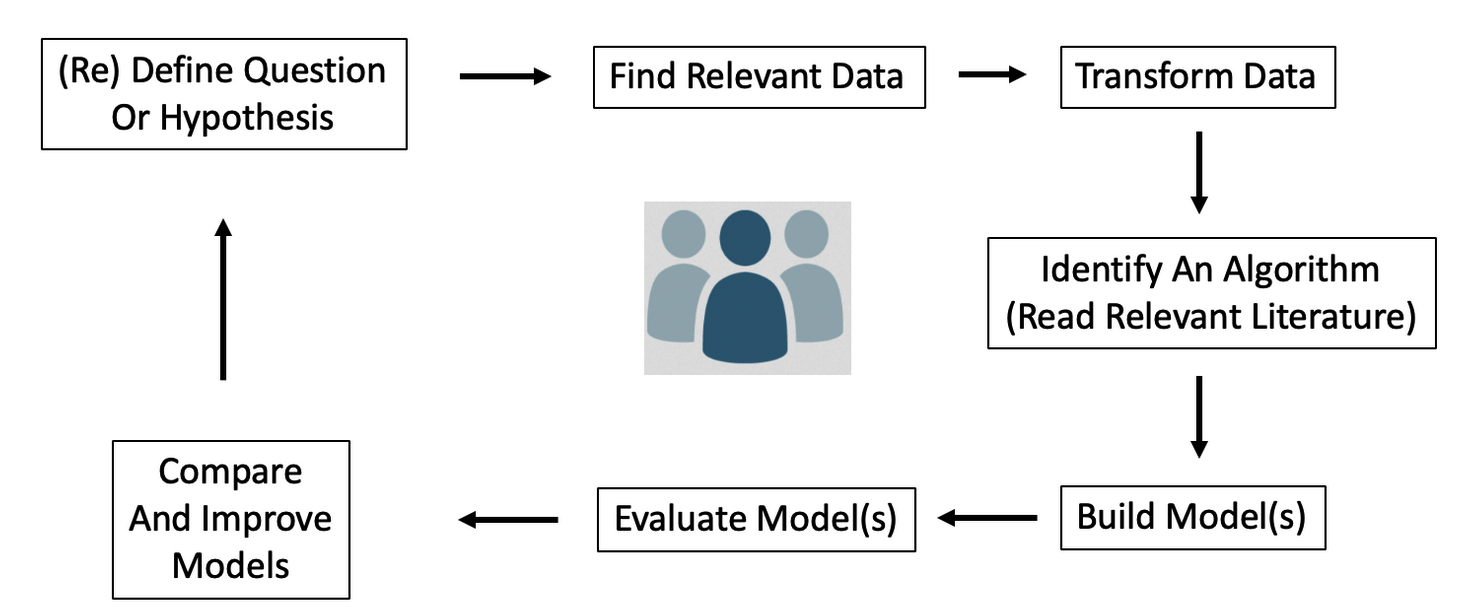 (Re) Define Question
Or Hypothesis
Find Relevant Data
Transform Data
Identify An Algorithm
(Read Relevant Literature)
Build Model(s)
Evaluate Model(s)
Compare
And Improve
Models